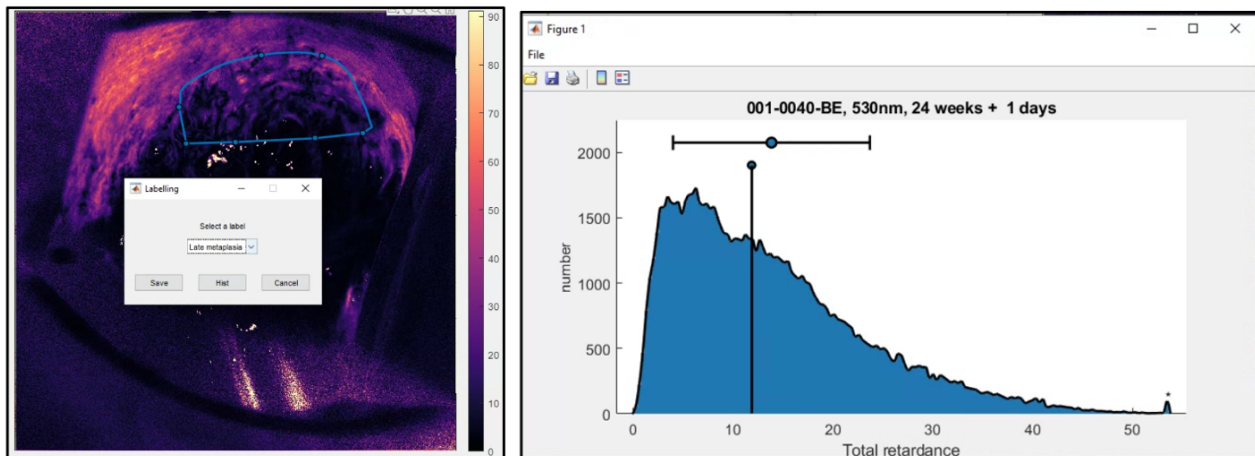 90
80
70
60
50
40
30
20
10
0
Labelling
Select a label
Late metaplasia
Save Hist Cancel
Figure 1
File
001-0040-BE, 530nm, 24 weeks + 1 days
number
2000
1500
1000
500
0
*
0 10 20 30 40 50
Total retardance